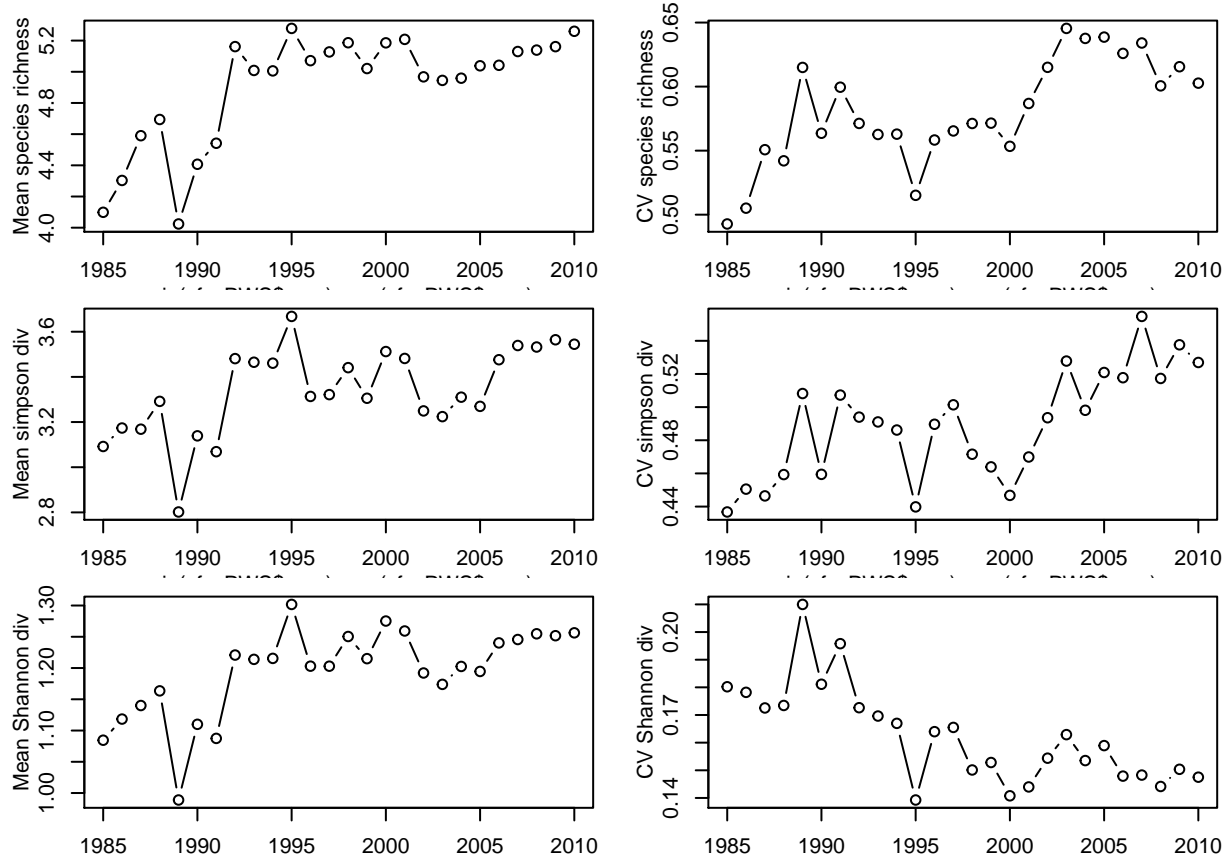 Mean species richness
4.0 4.4 4.8 5.2
1985 1990 1995 2000 2005 2010
CV species richness
0.50 0.55 0.60 0.65
1985 1990 1995 2000 2005 2010
Mean simpson div
2.8 3.2 3.6
1985 1990 1995 2000 2005 2010
CV simpson div
0.44 0.48 0.52
1985 1990 1995 2000 2005 2010
Mean Shannon div
1.00 1.10 1.20 1.30
1985 1990 1995 2000 2005 2010
CV Shannon div
0.14 0.17 0.20
1985 1990 1995 2000 2005 2010